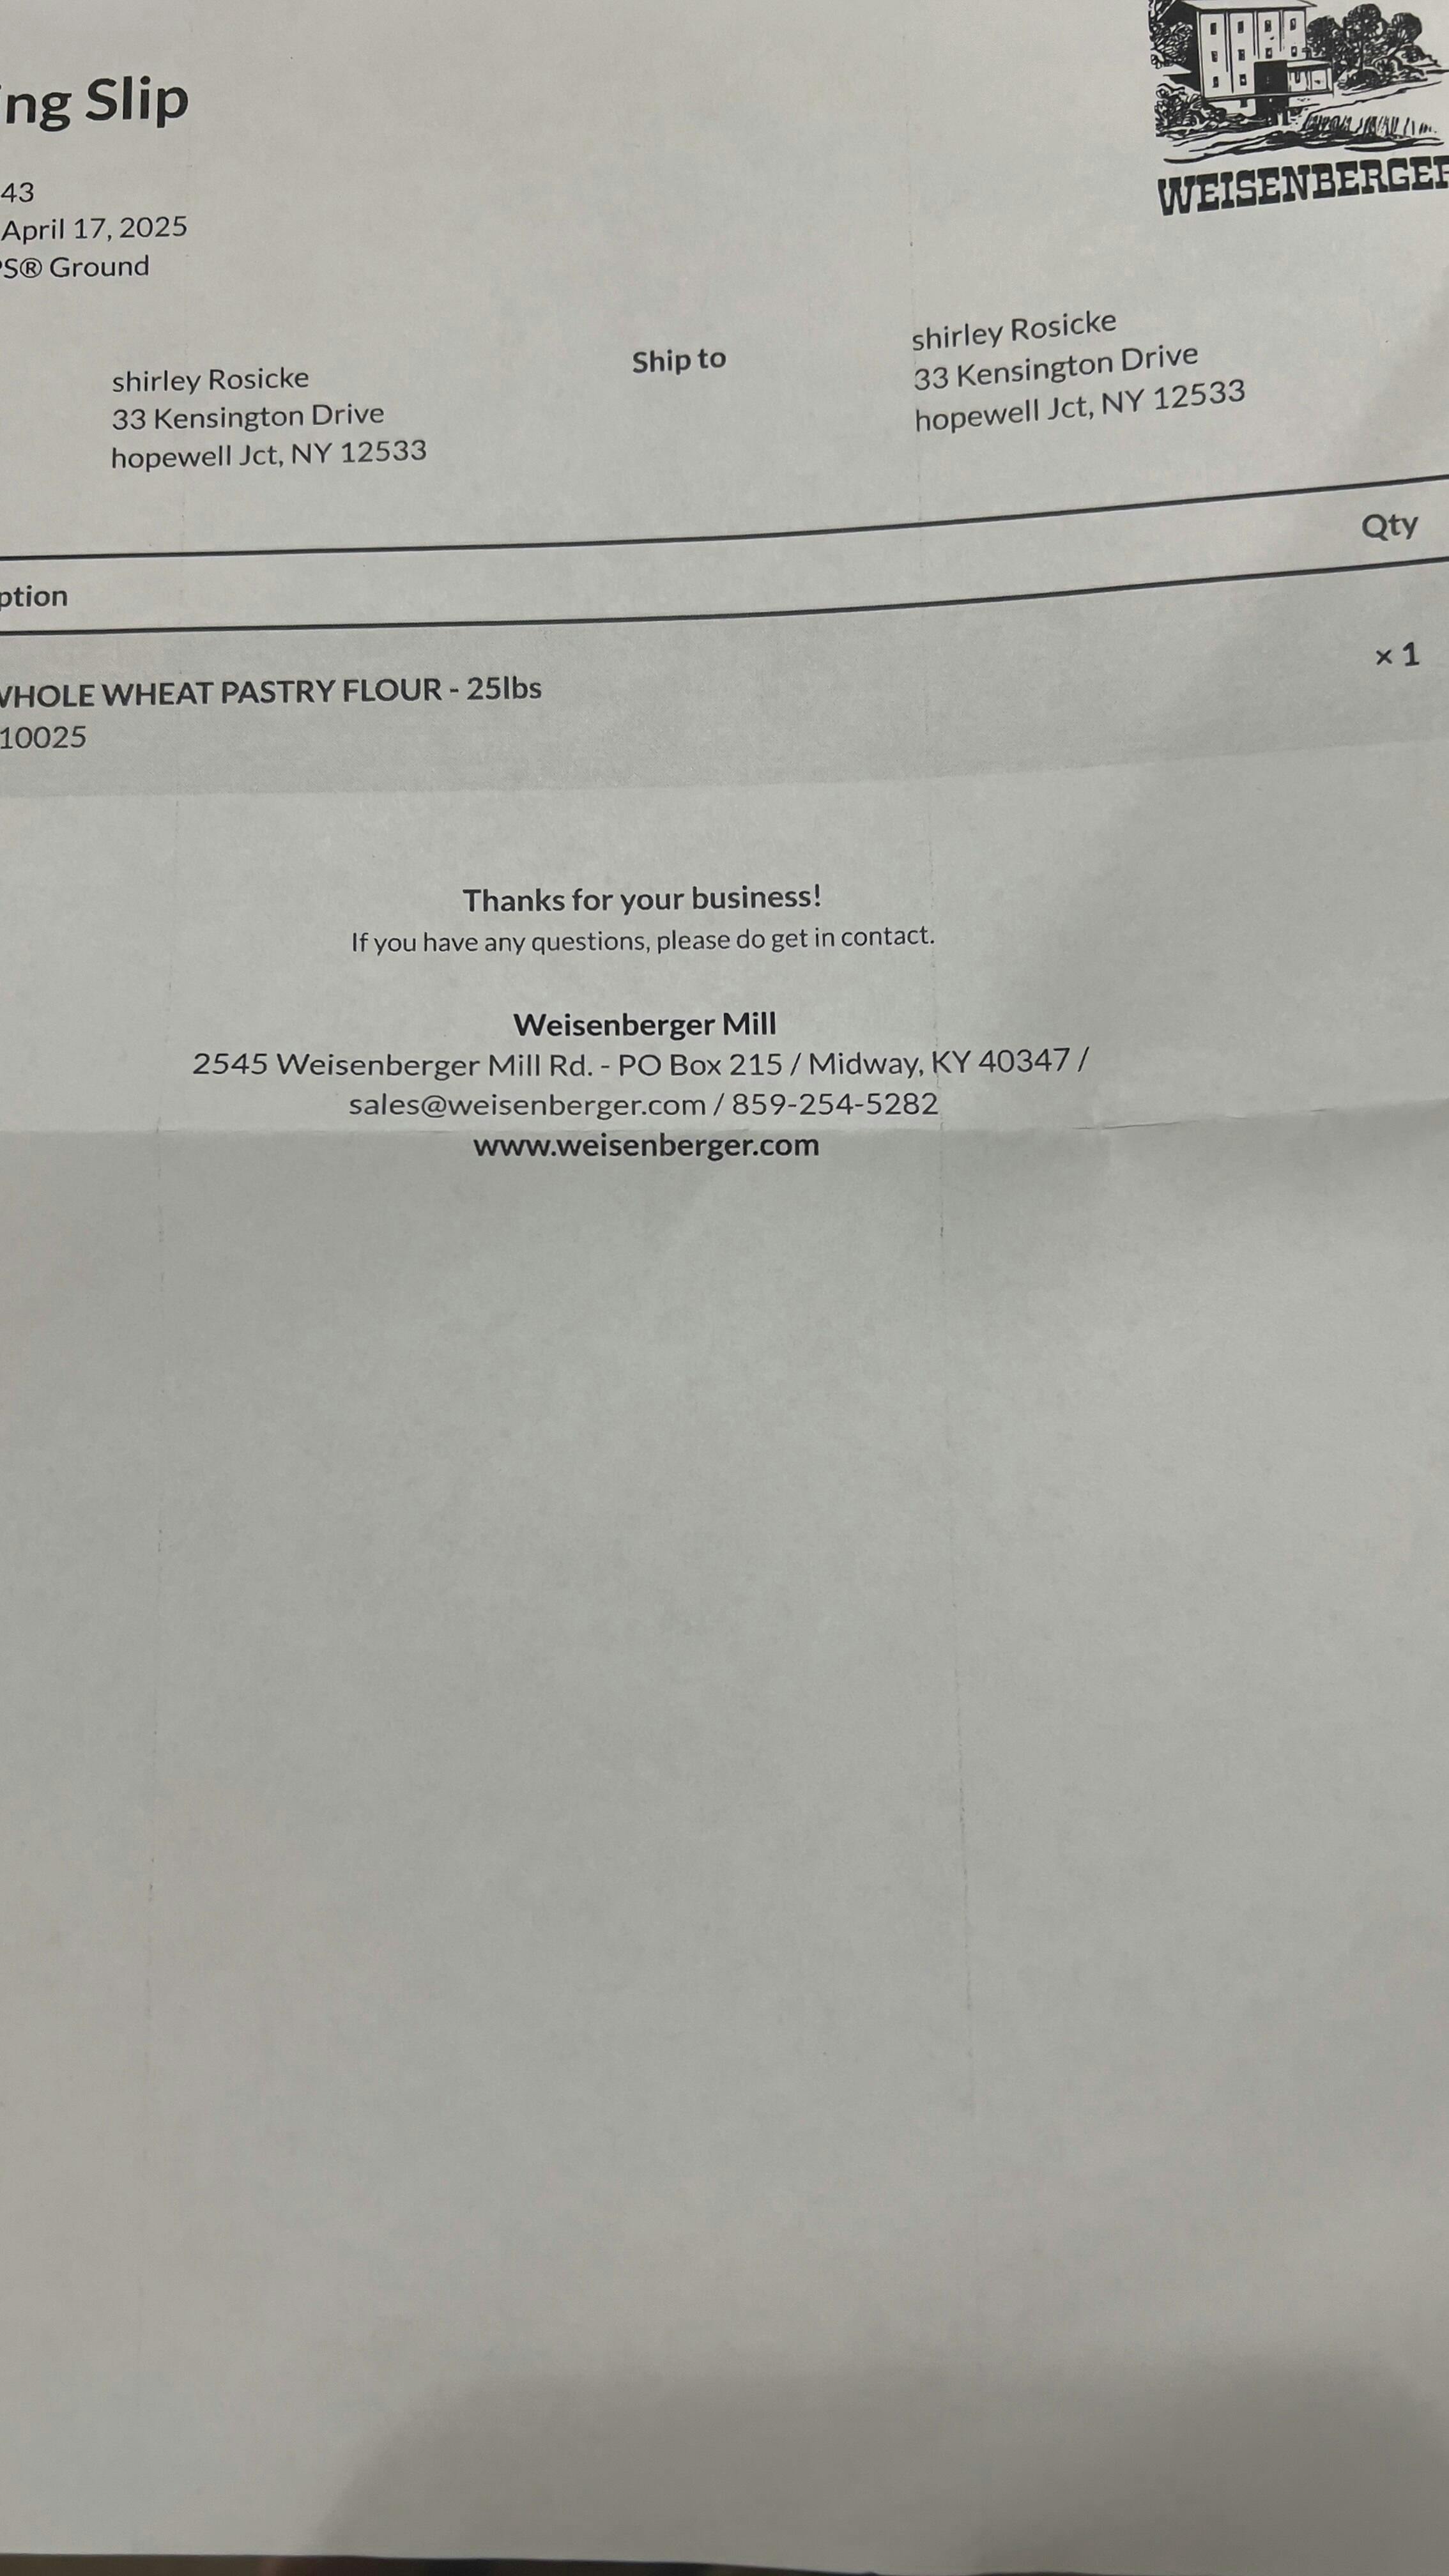 ng Slip
WEISENBERGER
43
April 17, 2025
PS® Ground
shirley Rosicke
33 Kensington Drive
hopewell Jct, NY 12533
Ship to
shirley Rosicke
33 Kensington Drive
hopewell Jct, NY 12533
ption
Qty
WHOLE WHEAT PASTRY FLOUR - 25lbs
× 1
10025
Thanks for your business!
If you have any questions, please do get in contact.
Weisenberger Mill
2545 Weisenberger Mill Rd. - PO Box 215 / Midway, KY 40347 /
sales@weisenberger.com / 859-254-5282
www.weisenberger.com